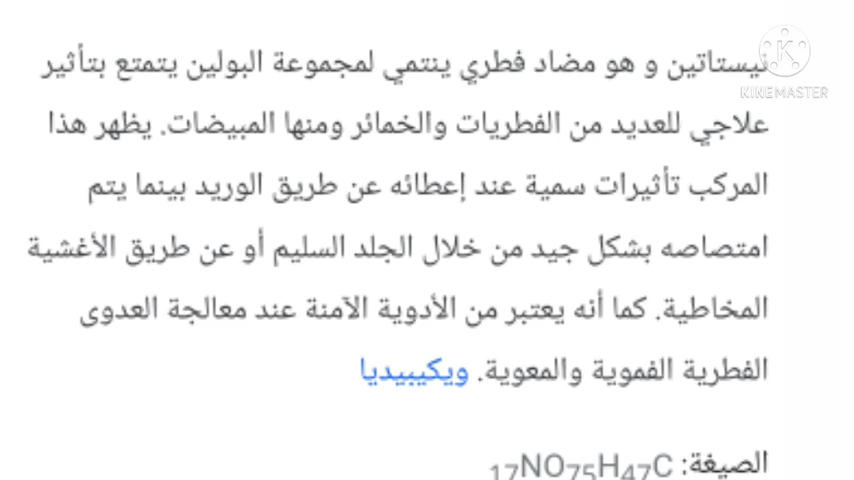 نيستاتين و هو مضاد فطري ينتمي لمجموعة البولين يتمتع بتأثير
KINEMASTER
علاجي للعديد من الفطريات والخمائر ومنها المبيضات. يظهر هذا
المركب تأثيرات سمية عند إعطائه عن طريق الوريد بينما يتم
امتصاصه بشكل جيد من خلال الجلد السليم أو عن طريق الأغشية
المخاطية. كما أنه يعتبر من الأدوية الآمنة عند معالجة العدوى
الفطرية الفموية والمعوية. ويكيبيديا
الصيغة: 17NO75H47C